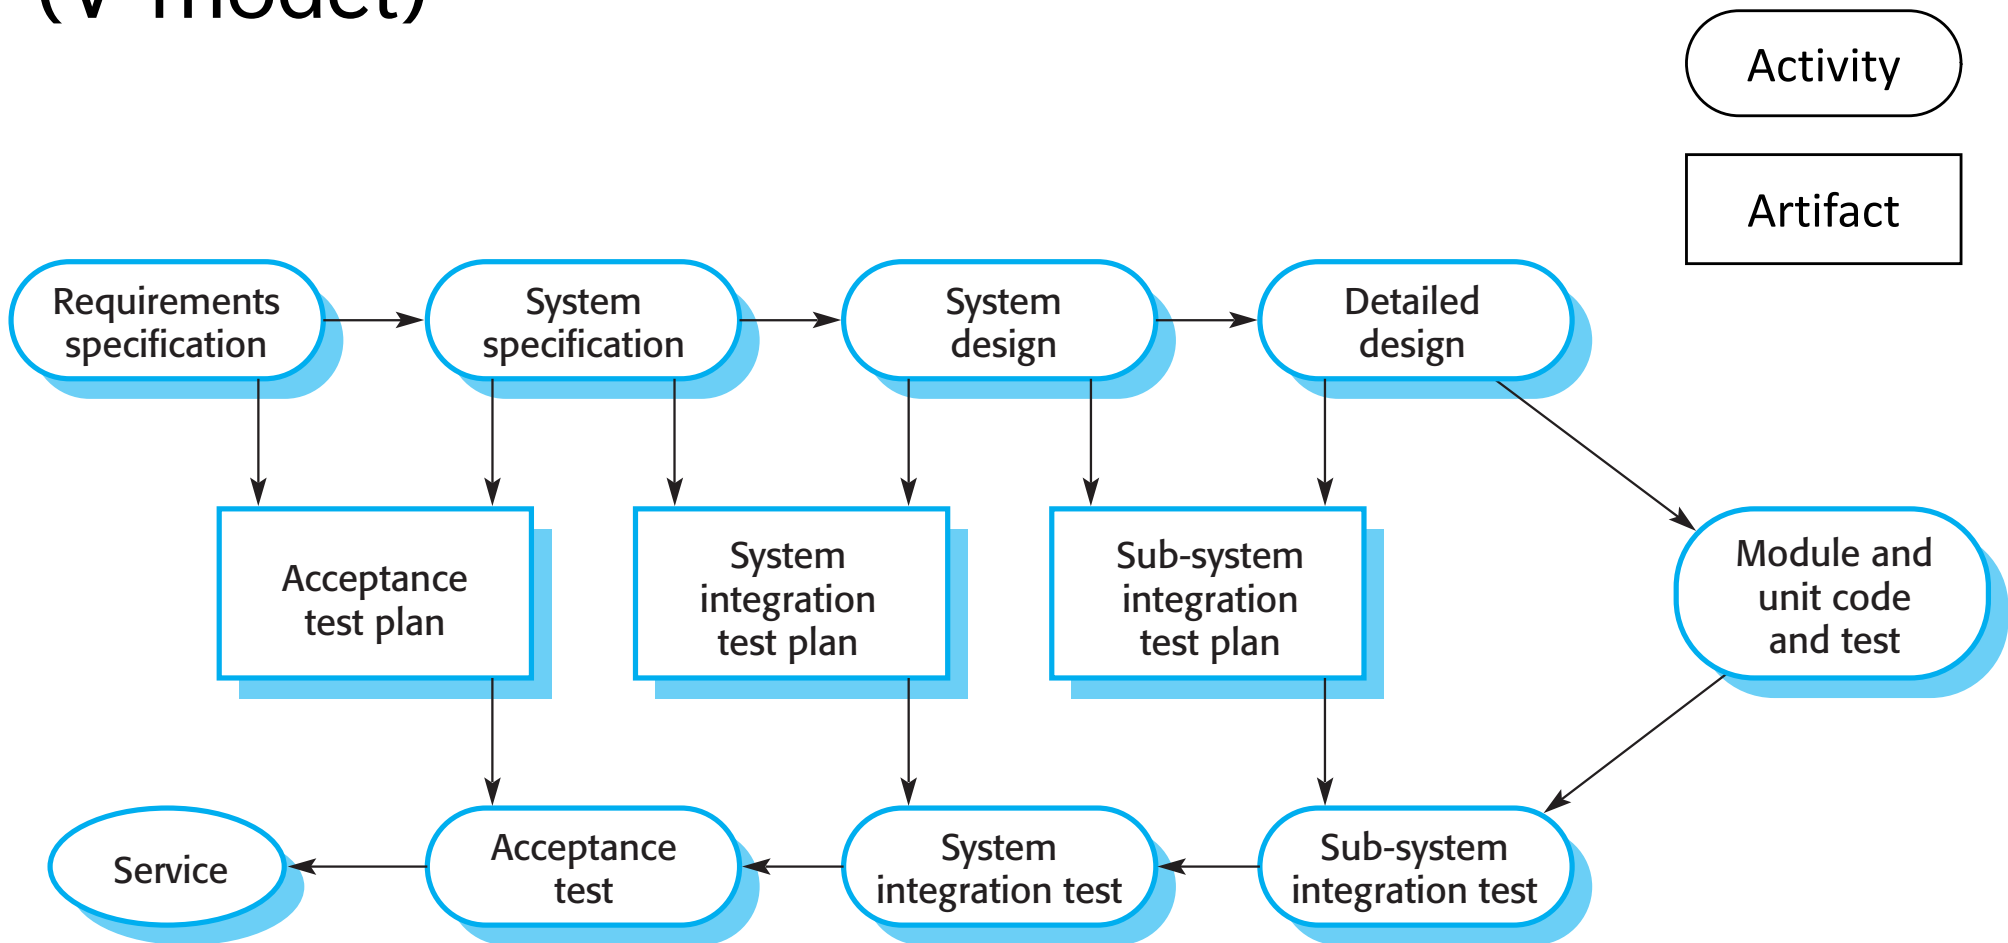 (V-model)
Activity
Artifact
Requirements
specification
System
specification
System
design
Detailed
design
Acceptance
test plan
System
integration
test plan
Sub-system
integration
test plan
Module and
unit code
and test
Service
Acceptance
test
System
integration test
Sub-system
integration test